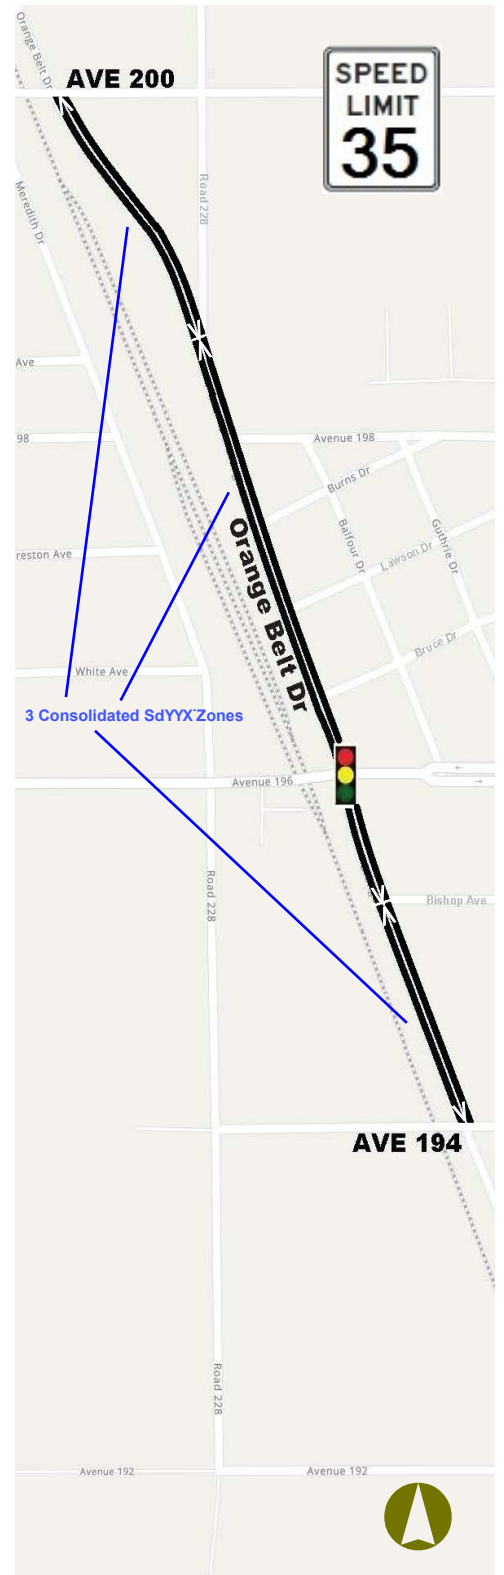 Orange Belt Dr
AVE 200
SPEED
LIMIT
35
Meredith Dr
Road 228
Ave
98
Avenue 198
Burns Dr
Balfour Dr
Guthrie Dr
Lawson Dr
reston Ave
Orange Belt Dr
Bruce Dr
White Ave
3 Consolidated SdYYX¨Zones
Avenue 196
Road 228
Bishop Ave
AVE 194
Road 228
Avenue 192
Avenue 192